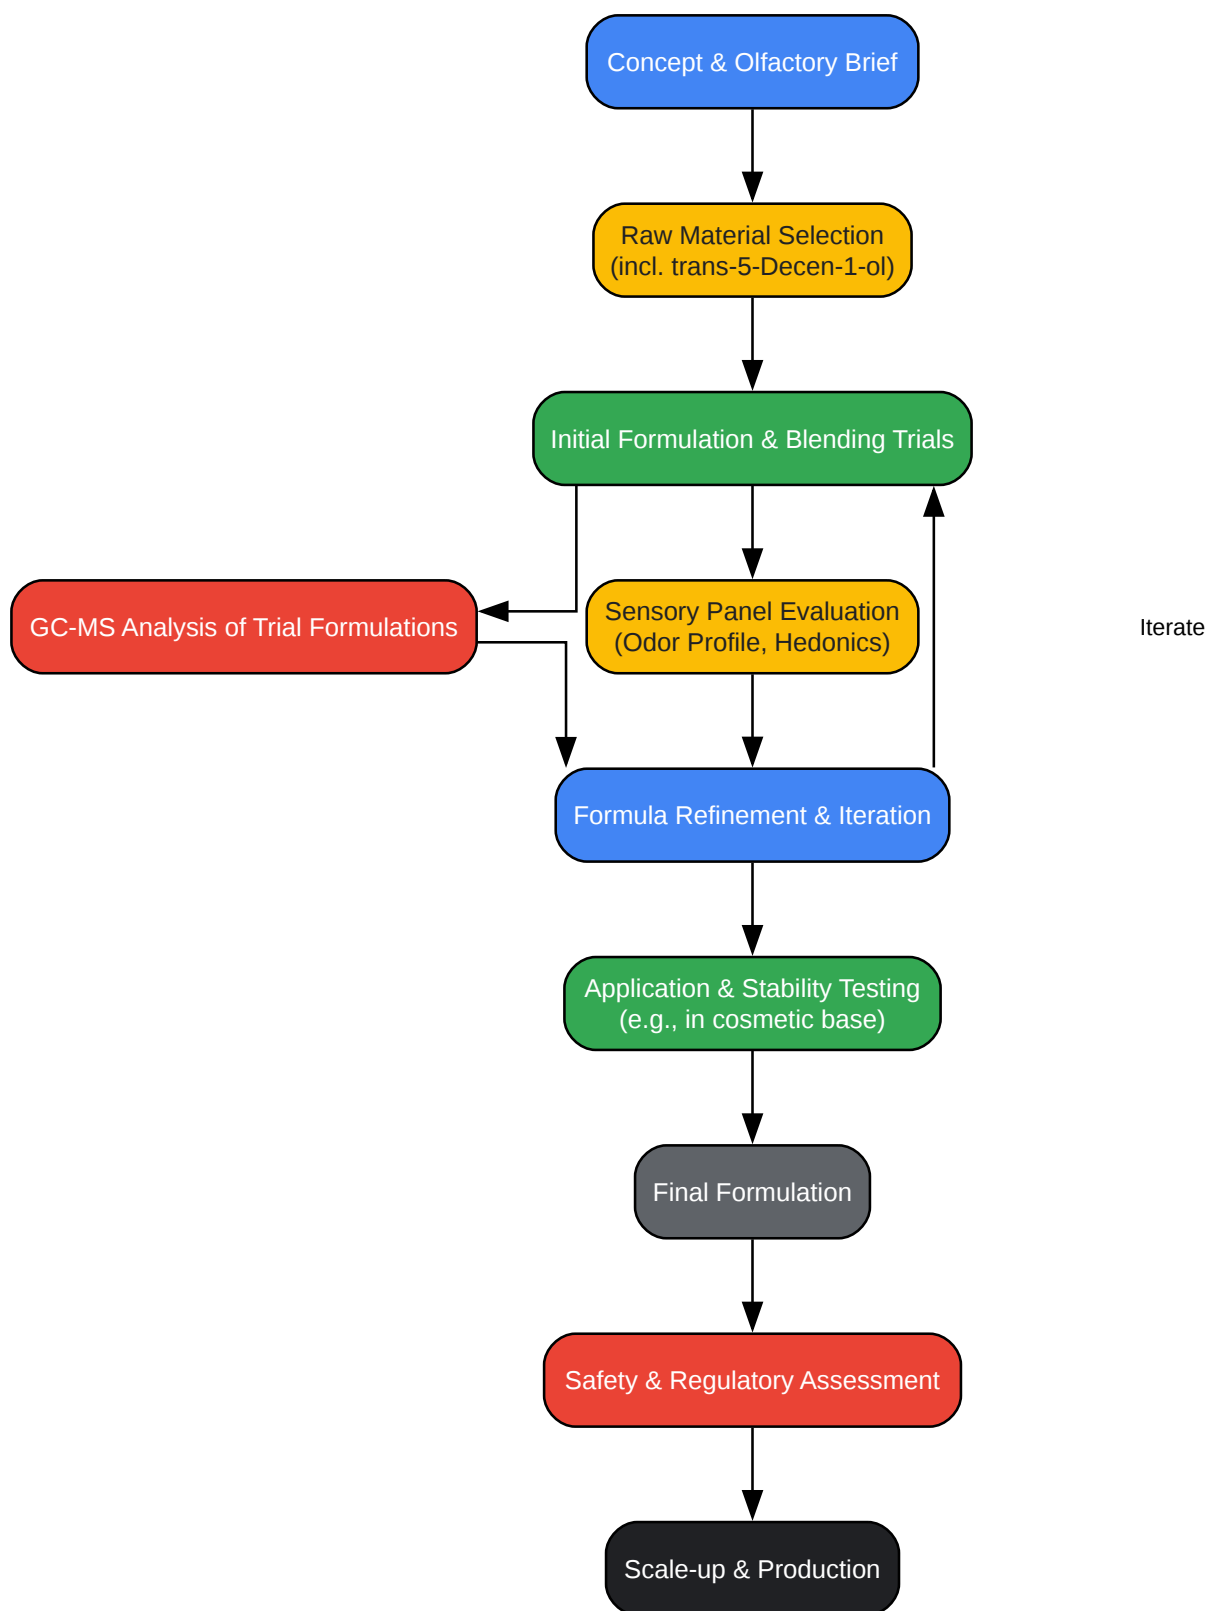 Concept & Olfactory Brief
Raw Material Selection
(incl. trans-5-Decen-1-ol)
Initial Formulation & Blending Trials
GC-MS Analysis of Trial Formulations
Sensory Panel Evaluation
(Odor Profile, Hedonics)
Iterate
Formula Refinement & Iteration
Application & Stability Testing
(e.g., in cosmetic base)
Final Formulation
Safety & Regulatory Assessment
Scale-up & Production